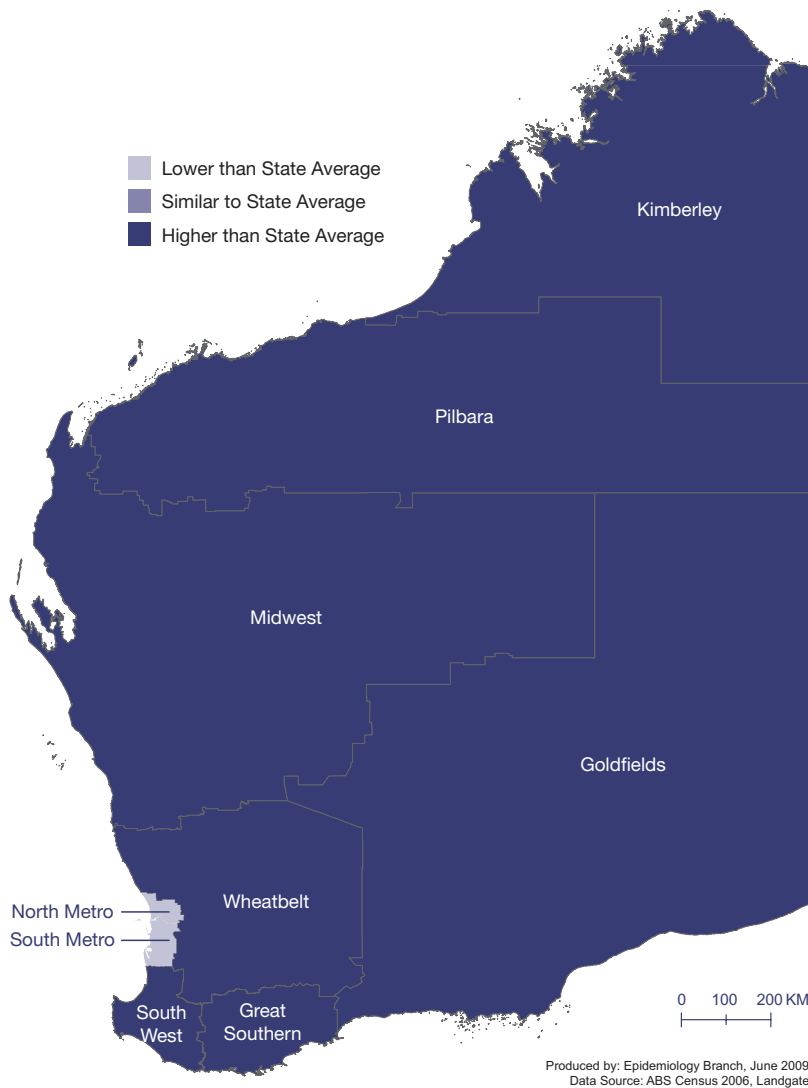 Lower than State Average
Similar to State Average
Higher than State Average
Kimberley
Pilbara
Midwest
Goldfields
Wheatbelt
North Metro
South Metro
South
West
Great
Southern
0 100 200 KM
Produced by: Epidemiology Branch, June 2009
Data Source: ABS Census 2006, Landgate